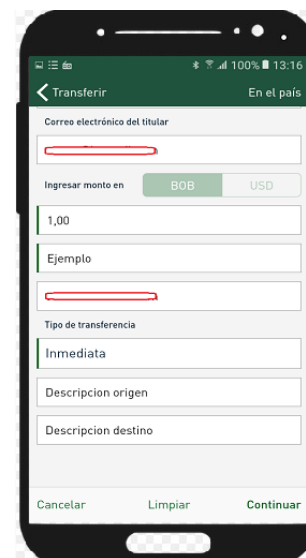 100% 13:16
Transferir En el país
Correo electrónico del titular
Ingresar monto en BOB USD
1,00
Ejemplo
Tipo de transferencia
Inmediata
Descripcion origen
Descripcion destino
Cancelar Limpiar Continuar